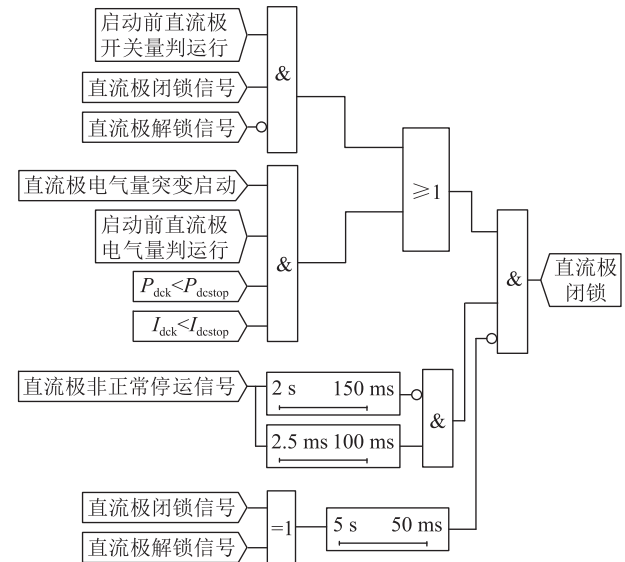 启动前直流极
开关量判运行
直流极闭锁信号
直流极解锁信号
&
直流极电气量突变启动
启动前直流极
电气量判运行
Pdck<Pdcstop
Idck<Idcstop
&
≥1
&
直流极
闭锁
直流极非正常停运信号
2 s 150 ms
2.5 ms 100 ms
&
直流极闭锁信号
直流极解锁信号
=1
5 s 50 ms